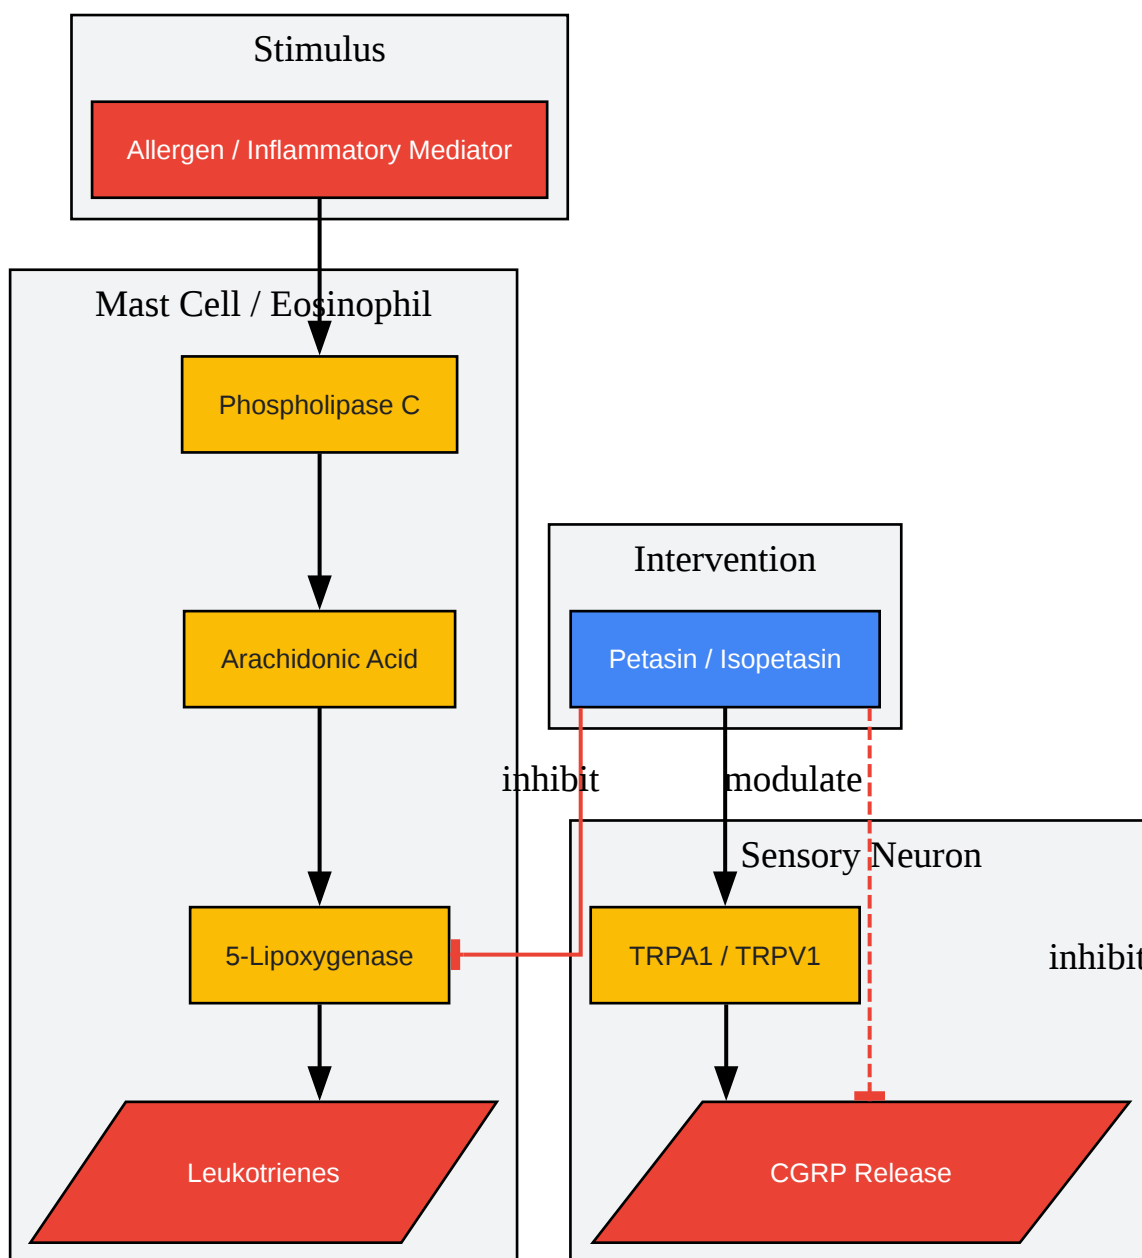 Stimulus
Allergen / Inflammatory Mediator
Mast Cell / Eosinophil
Phospholipase C
Intervention
Arachidonic Acid
Petasin / Isopetasin
inhibit
modulate
Sensory Neuron
5-Lipoxygenase
TRPA1 / TRPV1
inhibit
Leukotrienes
CGRP Release